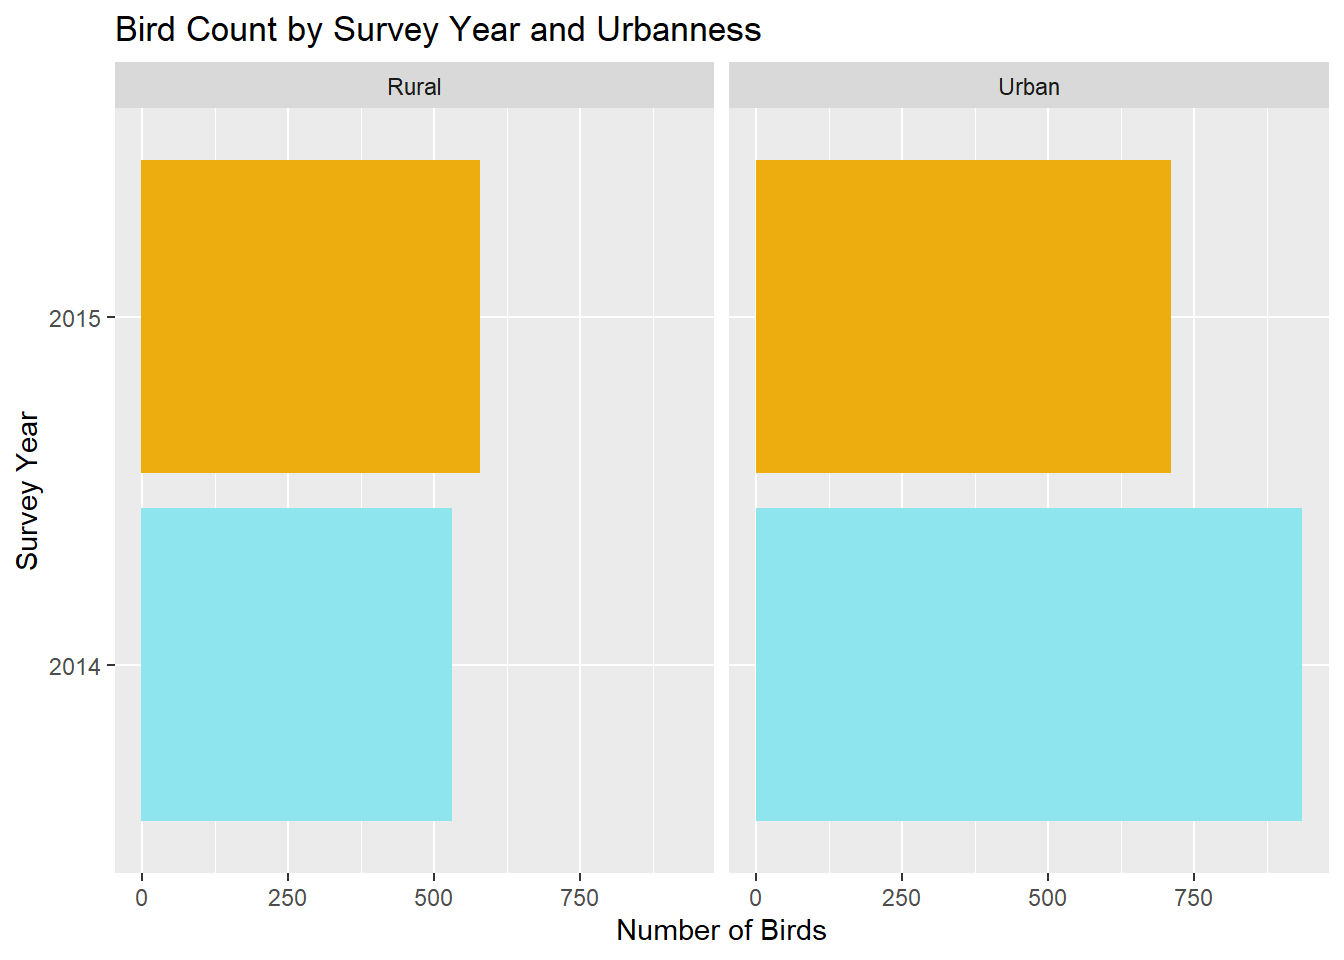 Bird Count by Survey Year and Urbanness
Rural
Urban
2015
2014
Survey Year
0 250 500 750
0 250 500 750
Number of Birds